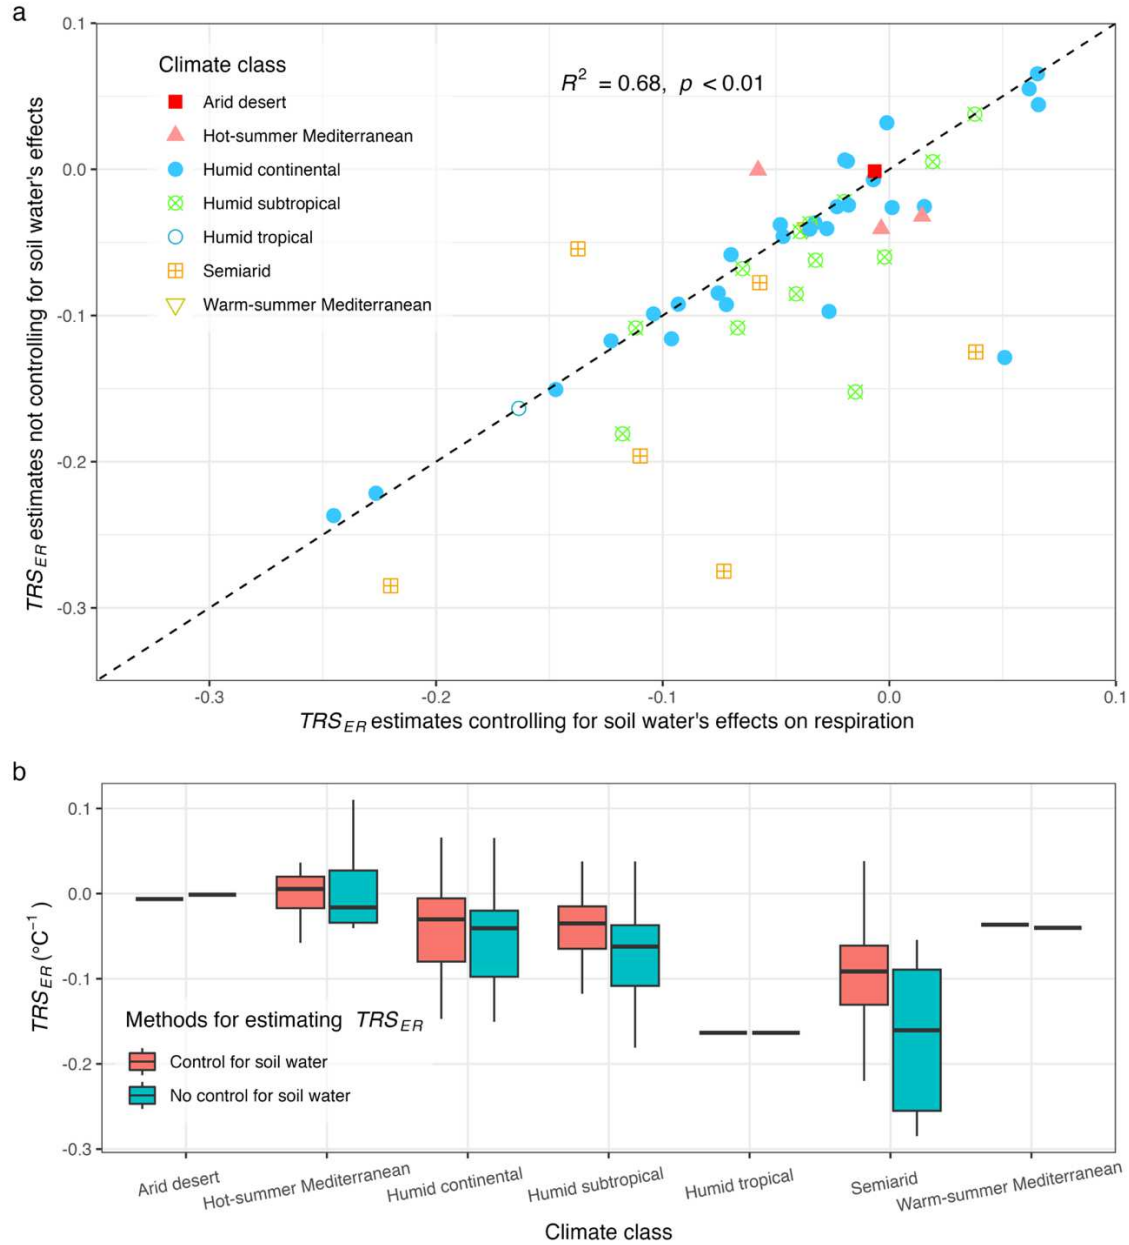 a
0.1
0.0
-0.1
-0.2
-0.3
TRS_ER estimates not controlling for soil water's effects
Climate class
Arid desert
Hot-summer Mediterranean
Humid continental
Humid subtropical
Humid tropical
Semiarid
Warm-summer Mediterranean
R² = 0.68, p < 0.01
-0.3 -0.2 -0.1 0.0 0.1
TRS_ER estimates controlling for soil water's effects on respiration
b
0.1
0.0
-0.1
-0.2
-0.3
TRS_ER (°C⁻¹)
Methods for estimating TRS_ER
Control for soil water
No control for soil water
Arid desert Hot-summer Mediterranean Humid continental Humid subtropical Humid tropical Semiarid Warm-summer Mediterranean
Climate class